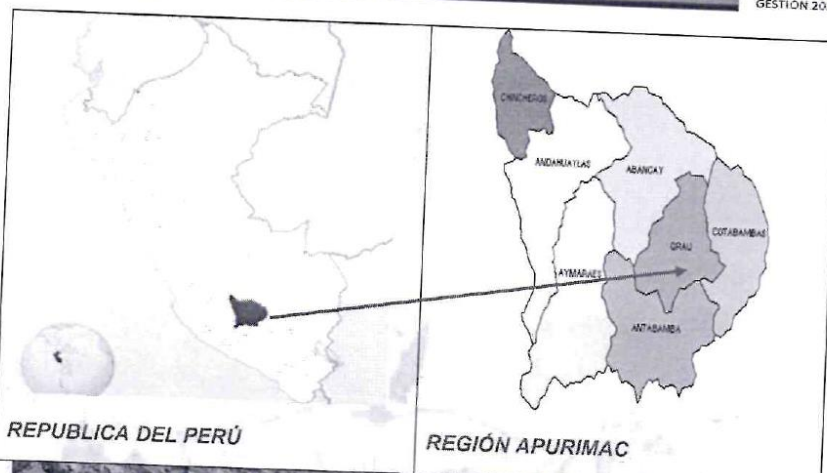 GESTIÓN 20
CHINCHEROS
ANDAHUAYLAS
ABANCAY
COTABAMBAS
GRAU
AYMARAES
ANTABAMBA
REPUBLICA DEL PERÚ
REGIÓN APURIMAC